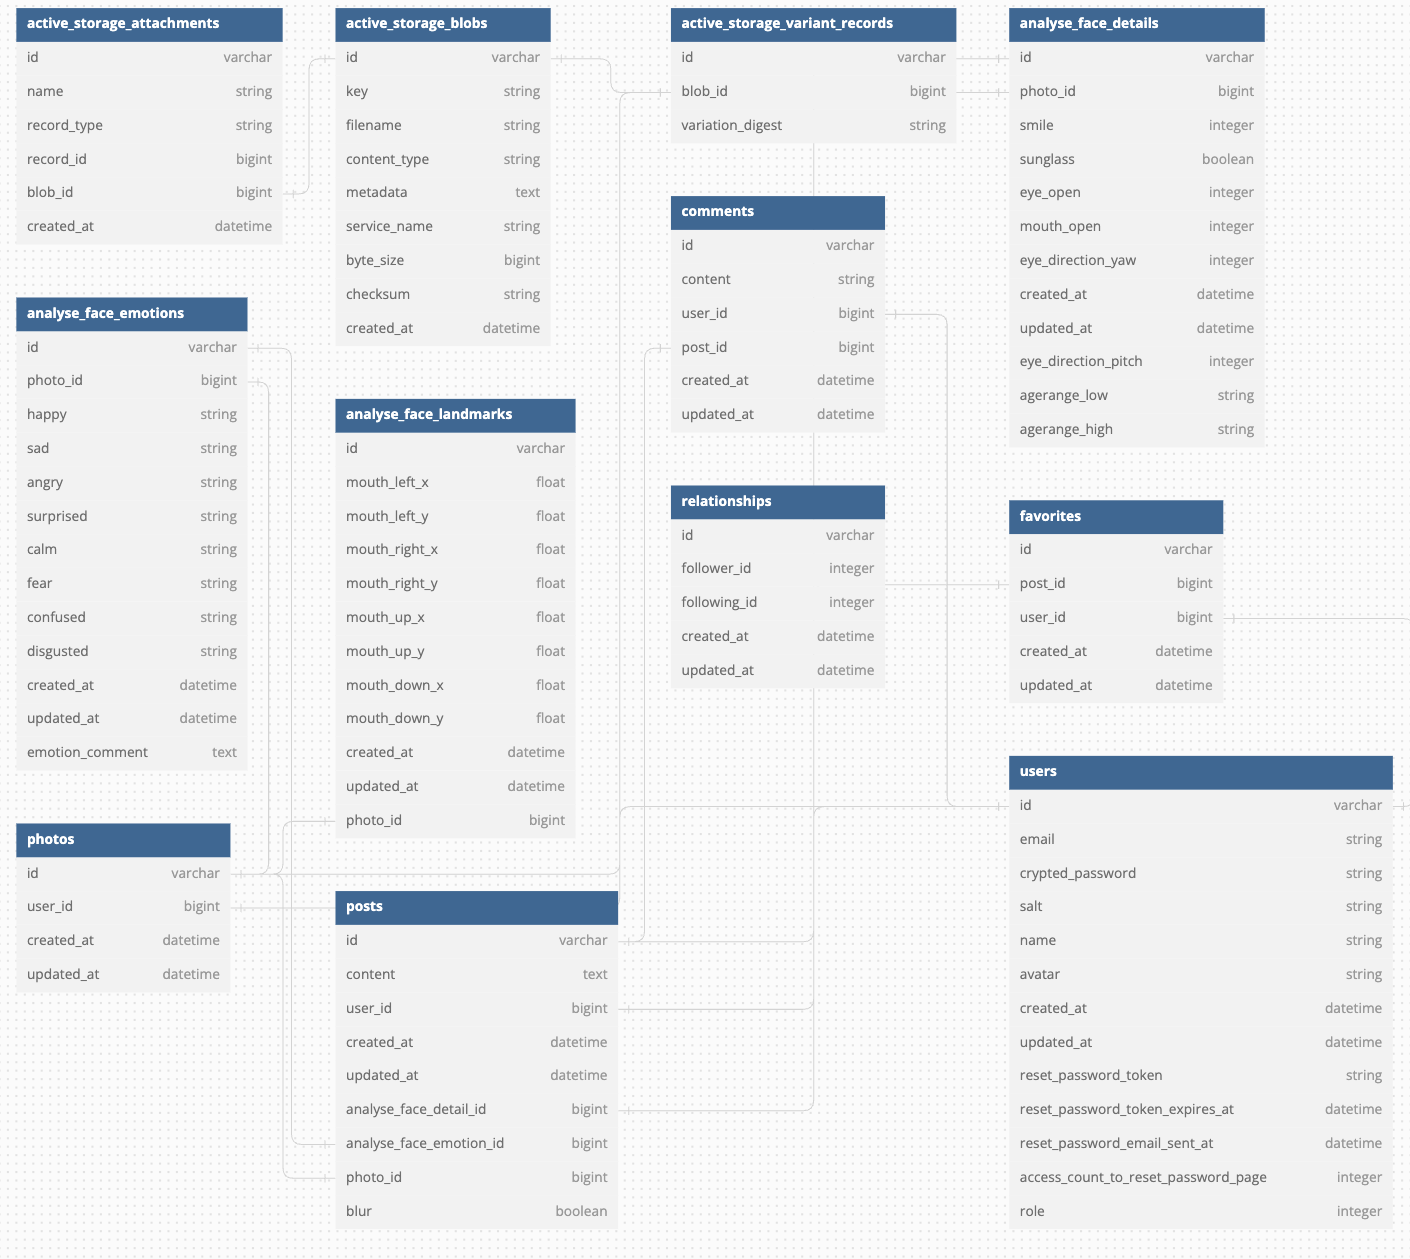 active_storage_attachments
id varchar
name string
record_type string
record_id bigint
blob_id bigint
created_at datetime
active_storage_blobs
id varchar
key string
filename string
content_type string
metadata text
service_name string
byte_size bigint
checksum string
created_at datetime
active_storage_variant_records
id varchar
blob_id bigint
variation_digest string
analyse_face_details
id varchar
photo_id bigint
smile integer
sunglass boolean
eye_open integer
mouth_open integer
eye_direction_yaw integer
created_at datetime
updated_at datetime
eye_direction_pitch integer
agerange_low string
agerange_high string
comments
id varchar
content string
user_id bigint
post_id bigint
created_at datetime
updated_at datetime
analyse_face_emotions
id varchar
photo_id bigint
happy string
sad string
angry string
surprised string
calm string
fear string
confused string
disgusted string
created_at datetime
updated_at datetime
emotion_comment text
analyse_face_landmarks
id varchar
mouth_left_x float
mouth_left_y float
mouth_right_x float
mouth_right_y float
mouth_up_x float
mouth_up_y float
mouth_down_x float
mouth_down_y float
created_at datetime
updated_at datetime
photo_id bigint
relationships
id varchar
follower_id integer
following_id integer
created_at datetime
updated_at datetime
favorites
id varchar
post_id bigint
user_id bigint
created_at datetime
updated_at datetime
photos
id varchar
user_id bigint
created_at datetime
updated_at datetime
posts
id varchar
content text
user_id bigint
created_at datetime
updated_at datetime
analyse_face_detail_id bigint
analyse_face_emotion_id bigint
photo_id bigint
blur boolean
users
id varchar
email string
crypted_password string
salt string
name string
avatar string
created_at datetime
updated_at datetime
reset_password_token string
reset_password_token_expires_at datetime
reset_password_email_sent_at datetime
access_count_to_reset_password_page integer
role integer